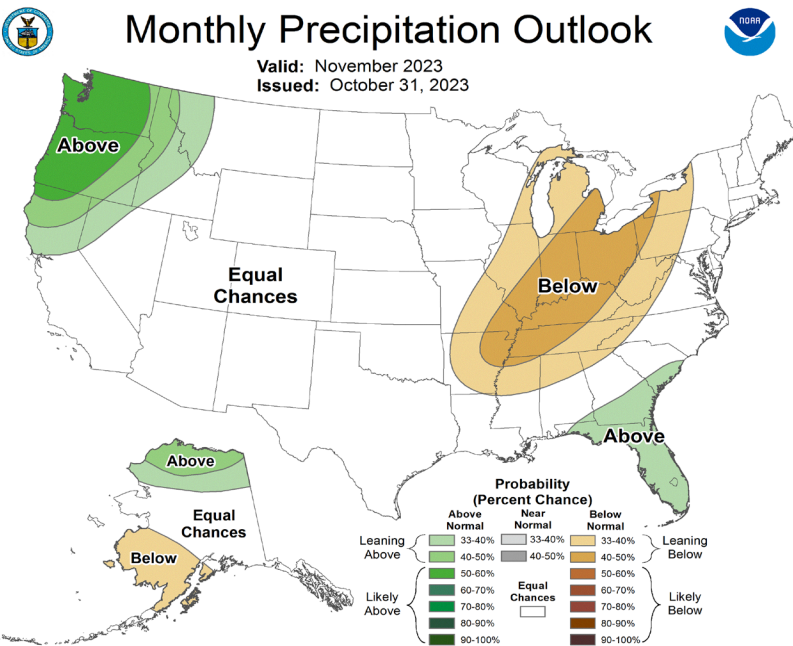 Monthly Precipitation Outlook
NOAA
Valid: November 2023
Issued: October 31, 2023
Above
Equal
Chances
Below
Above
Above
Equal
Chances
Below
Probability
(Percent Chance)
Above
Normal
Near
Normal
Below
Normal
Leaning
Above
33-40%
40-50%
33-40%
40-50%
33-40%
40-50%
Leaning
Below
Likely
Above
50-60%
60-70%
70-80%
80-90%
90-100%
Equal
Chances
50-60%
60-70%
70-80%
80-90%
90-100%
Likely
Below